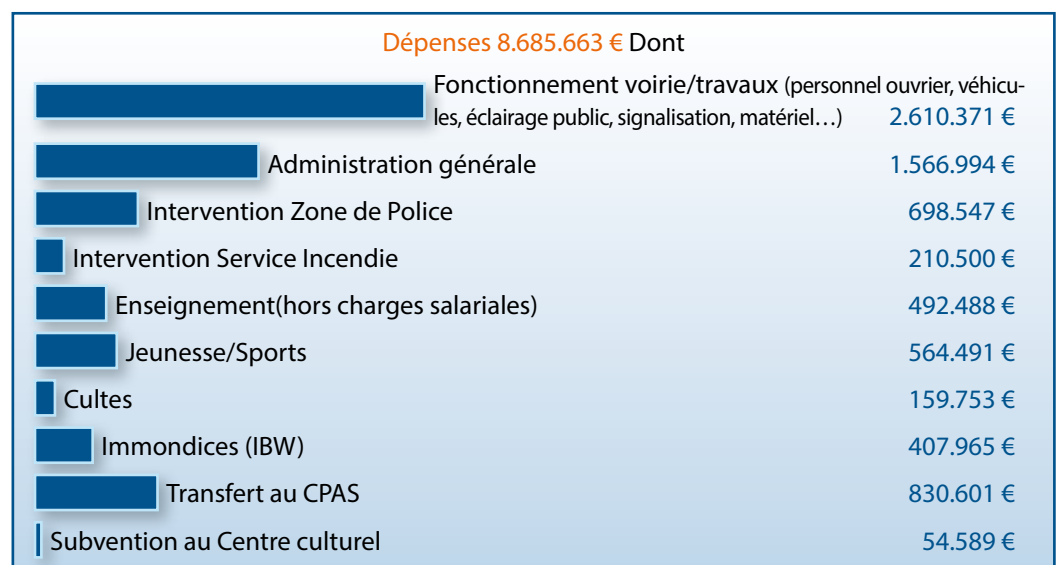 Dépenses 8.685.663 € Dont
Fonctionnement voirie/travaux (personnel ouvrier, véhicu-
les, éclairage public, signalisation, matériel…) 2.610.371 €
Administration générale 1.566.994 €
Intervention Zone de Police 698.547 €
Intervention Service Incendie 210.500 €
Enseignement(hors charges salariales) 492.488 €
Jeunesse/Sports 564.491 €
Cultes 159.753 €
Immondices (IBW) 407.965 €
Transfert au CPAS 830.601 €
Subvention au Centre culturel 54.589 €